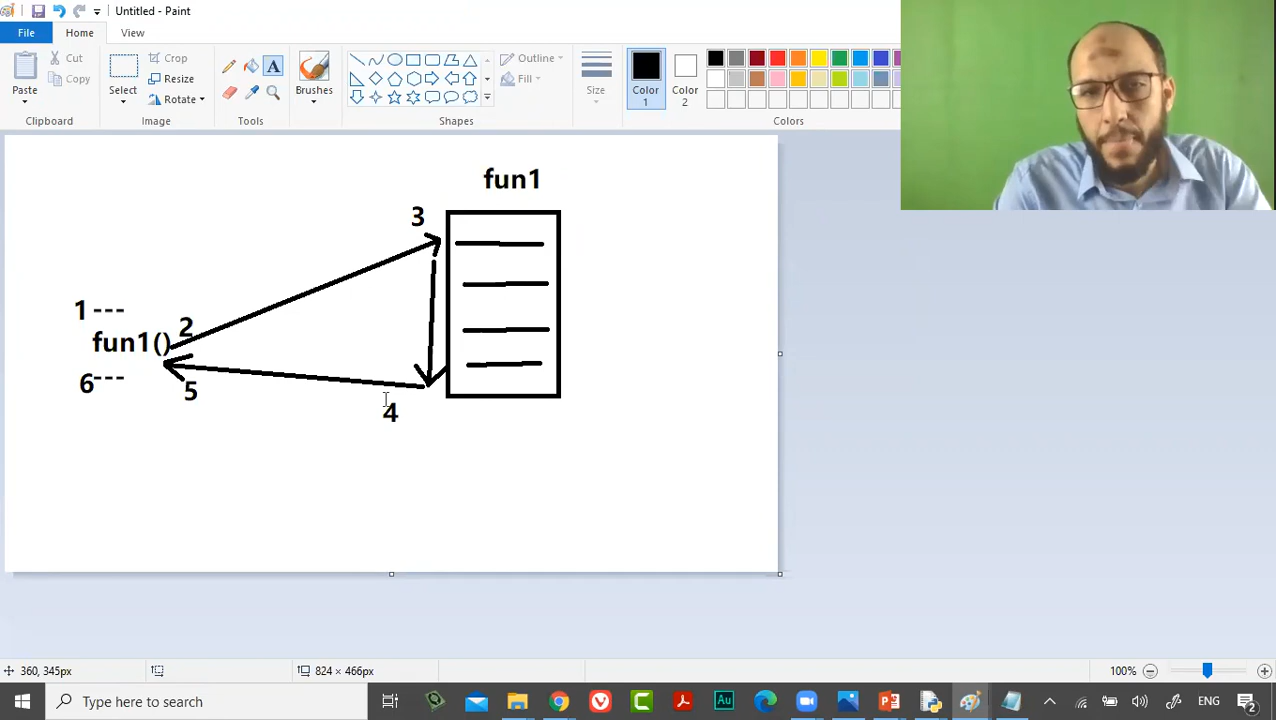 Untitled - Paint
File
Home
View
Paste
Cut
Copy
Clipboard
Select
Crop
Resize
Rotate
Image
A
Tools
Brushes
Shapes
Outline
Fill
Size
Color
1
Color
2
Colors
fun1
3
1 ---
fun1() 2
6 ---
5
4
360, 345px
824 × 466px
100%
Type here to search
Au
ENG
2